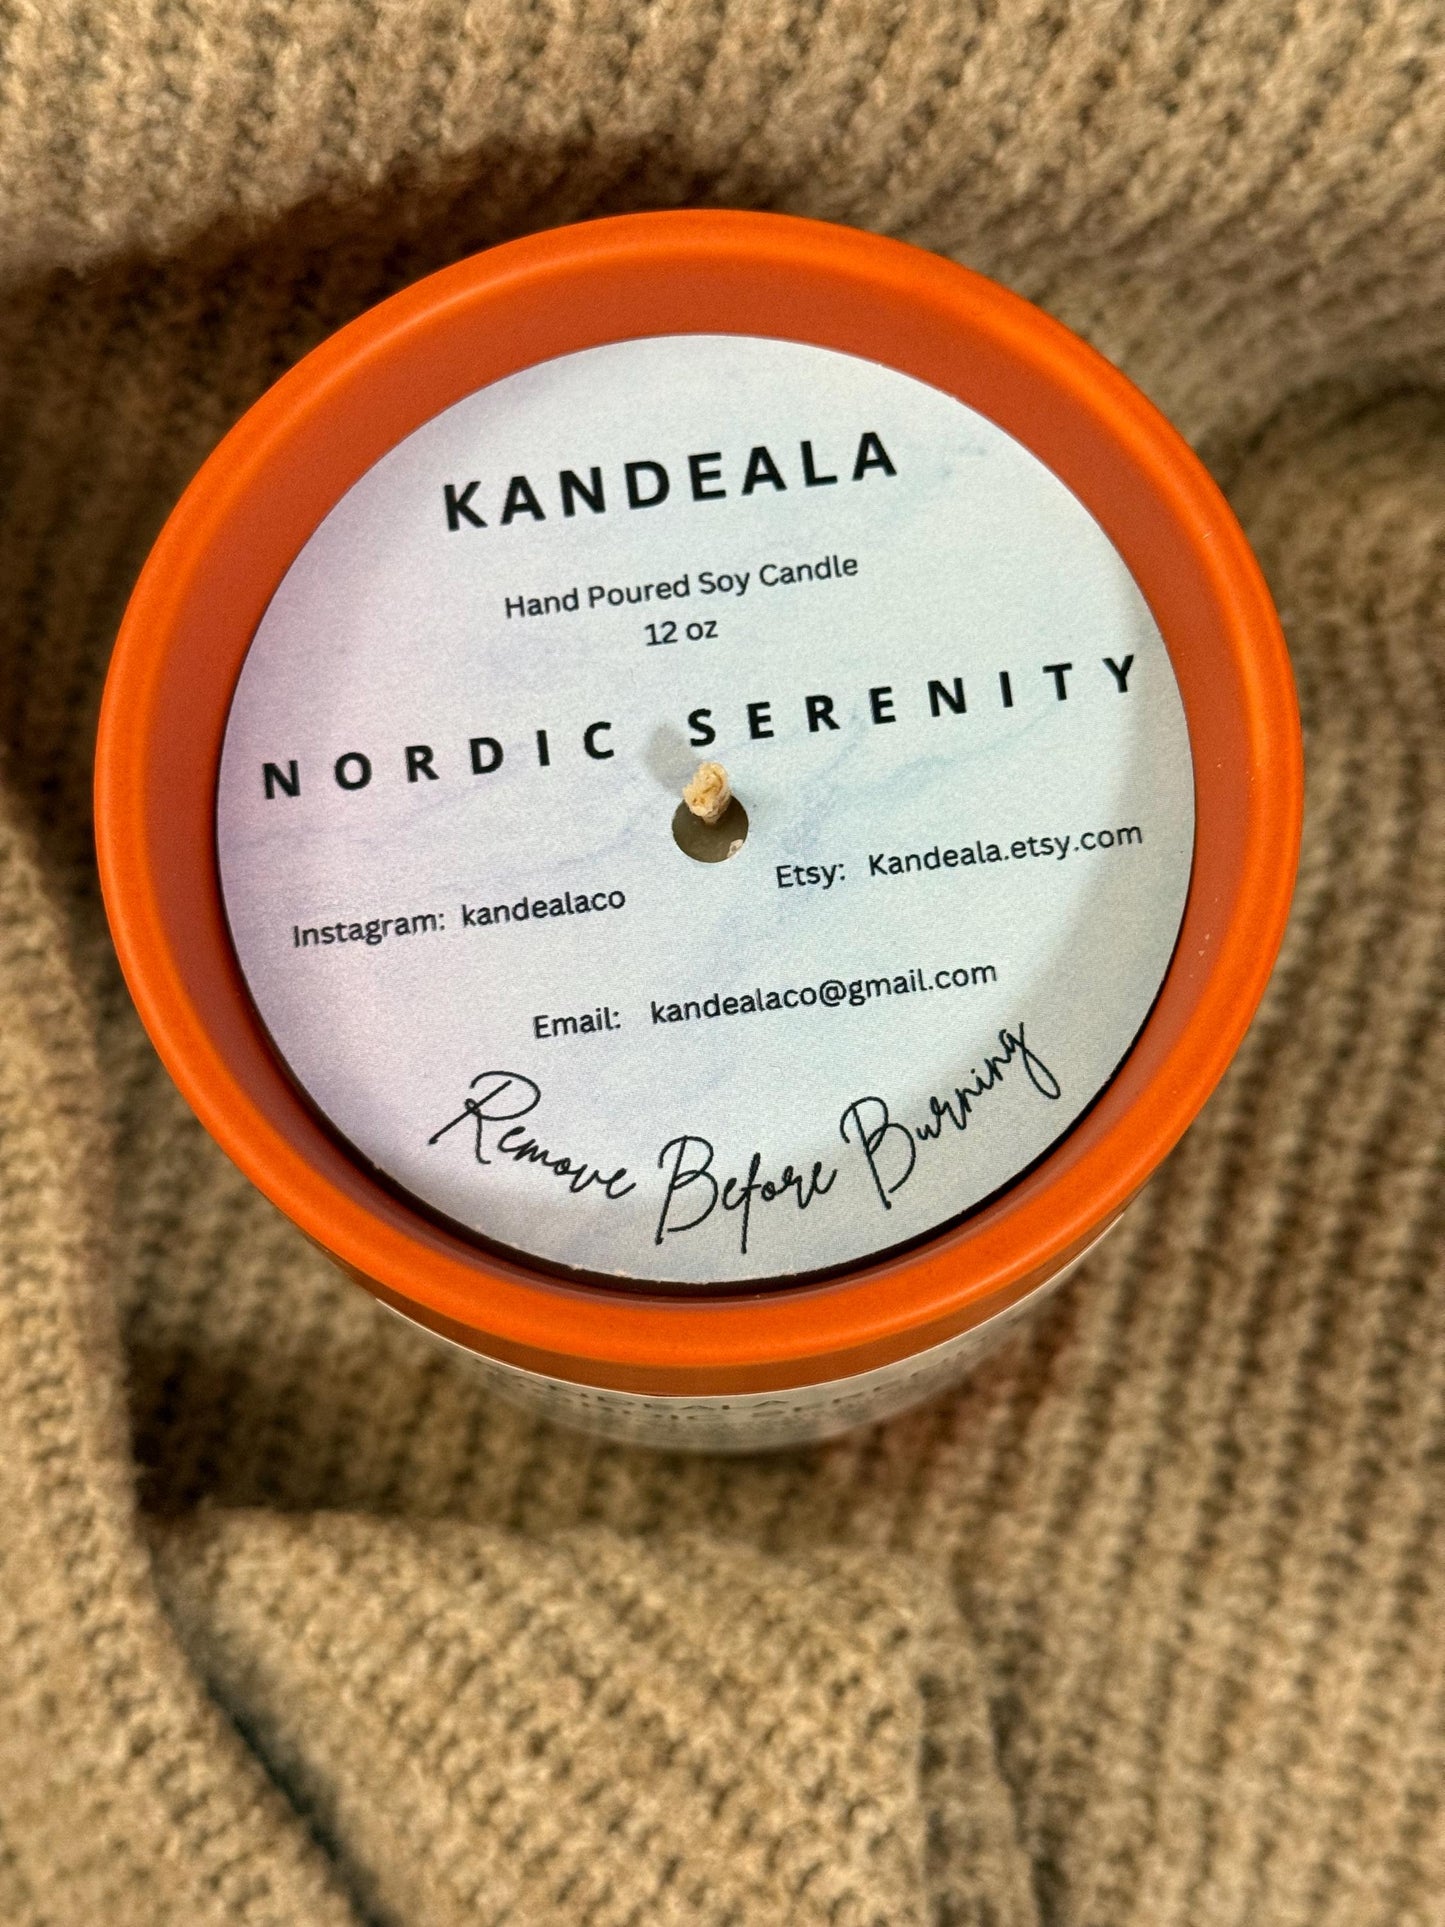 KANDEALA
Hand Poured Soy Candle
12 oz
NORDIC SERENITY
Instagram: kandealaco
Etsy: Kandeala.etsy.com
Email: kandealaco@gmail.com
Remove Before Burning